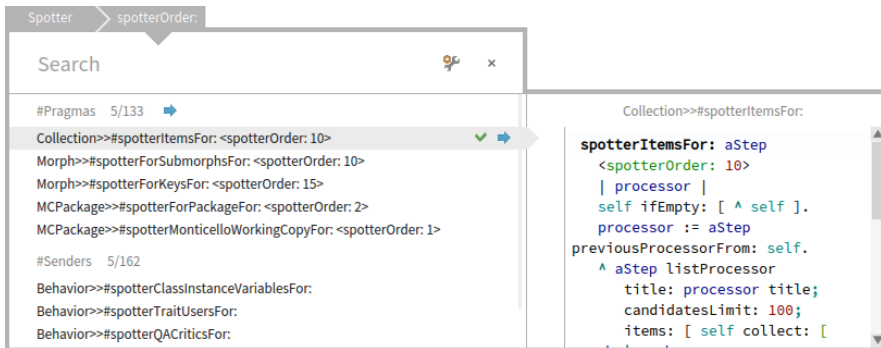 Spotter spotterOrder:
Search ×
#Pragmas 5/133
Collection>>#spotterItemsFor: <spotterOrder: 10>
Morph>>#spotterForSubmorphsFor: <spotterOrder: 10>
Morph>>#spotterForKeysFor: <spotterOrder: 15>
MCPackage>>#spotterForPackageFor: <spotterOrder: 2>
MCPackage>>#spotterMonticelloWorkingCopyFor: <spotterOrder: 1>
#Senders 5/162
Behavior>>#spotterClassInstanceVariablesFor:
Behavior>>#spotterTraitUsersFor:
Behavior>>#spotterQACriticsFor:
Collection>>#spotterItemsFor:
spotterItemsFor: aStep
<spotterOrder: 10>
| processor |
self ifEmpty: [ ^ self ].
processor := aStep
previousProcessorFrom: self.
^ aStep listProcessor
title: processor title;
candidatesLimit: 100;
items: [ self collect: [